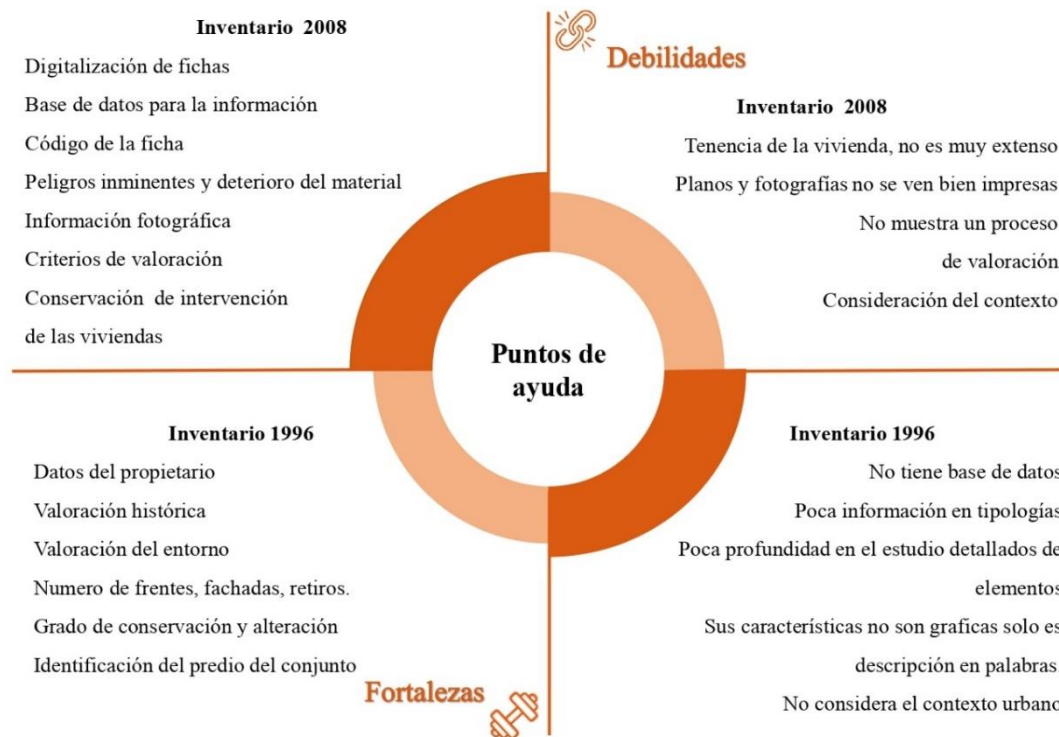 Inventario 2008
Digitalización de fichas
Base de datos para la información
Código de la ficha
Peligros inminentes y deterioro del material
Información fotográfica
Criterios de valoración
Conservación de intervención
de las viviendas
Debilidades
Inventario 2008
Tenencia de la vivienda, no es muy extenso
Planos y fotografías no se ven bien impresas
No muestra un proceso
de valoración
Consideración del contexto
Puntos de
ayuda
Inventario 1996
Datos del propietario
Valoración histórica
Valoración del entorno
Numero de frentes, fachadas, retiros.
Grado de conservación y alteración
Identificación del predio del conjunto
Fortalezas
Inventario 1996
No tiene base de datos
Poca información en tipologías
Poca profundidad en el estudio detallados de
elementos
Sus características no son graficas solo es
descripción en palabras.
No considera el contexto urbano